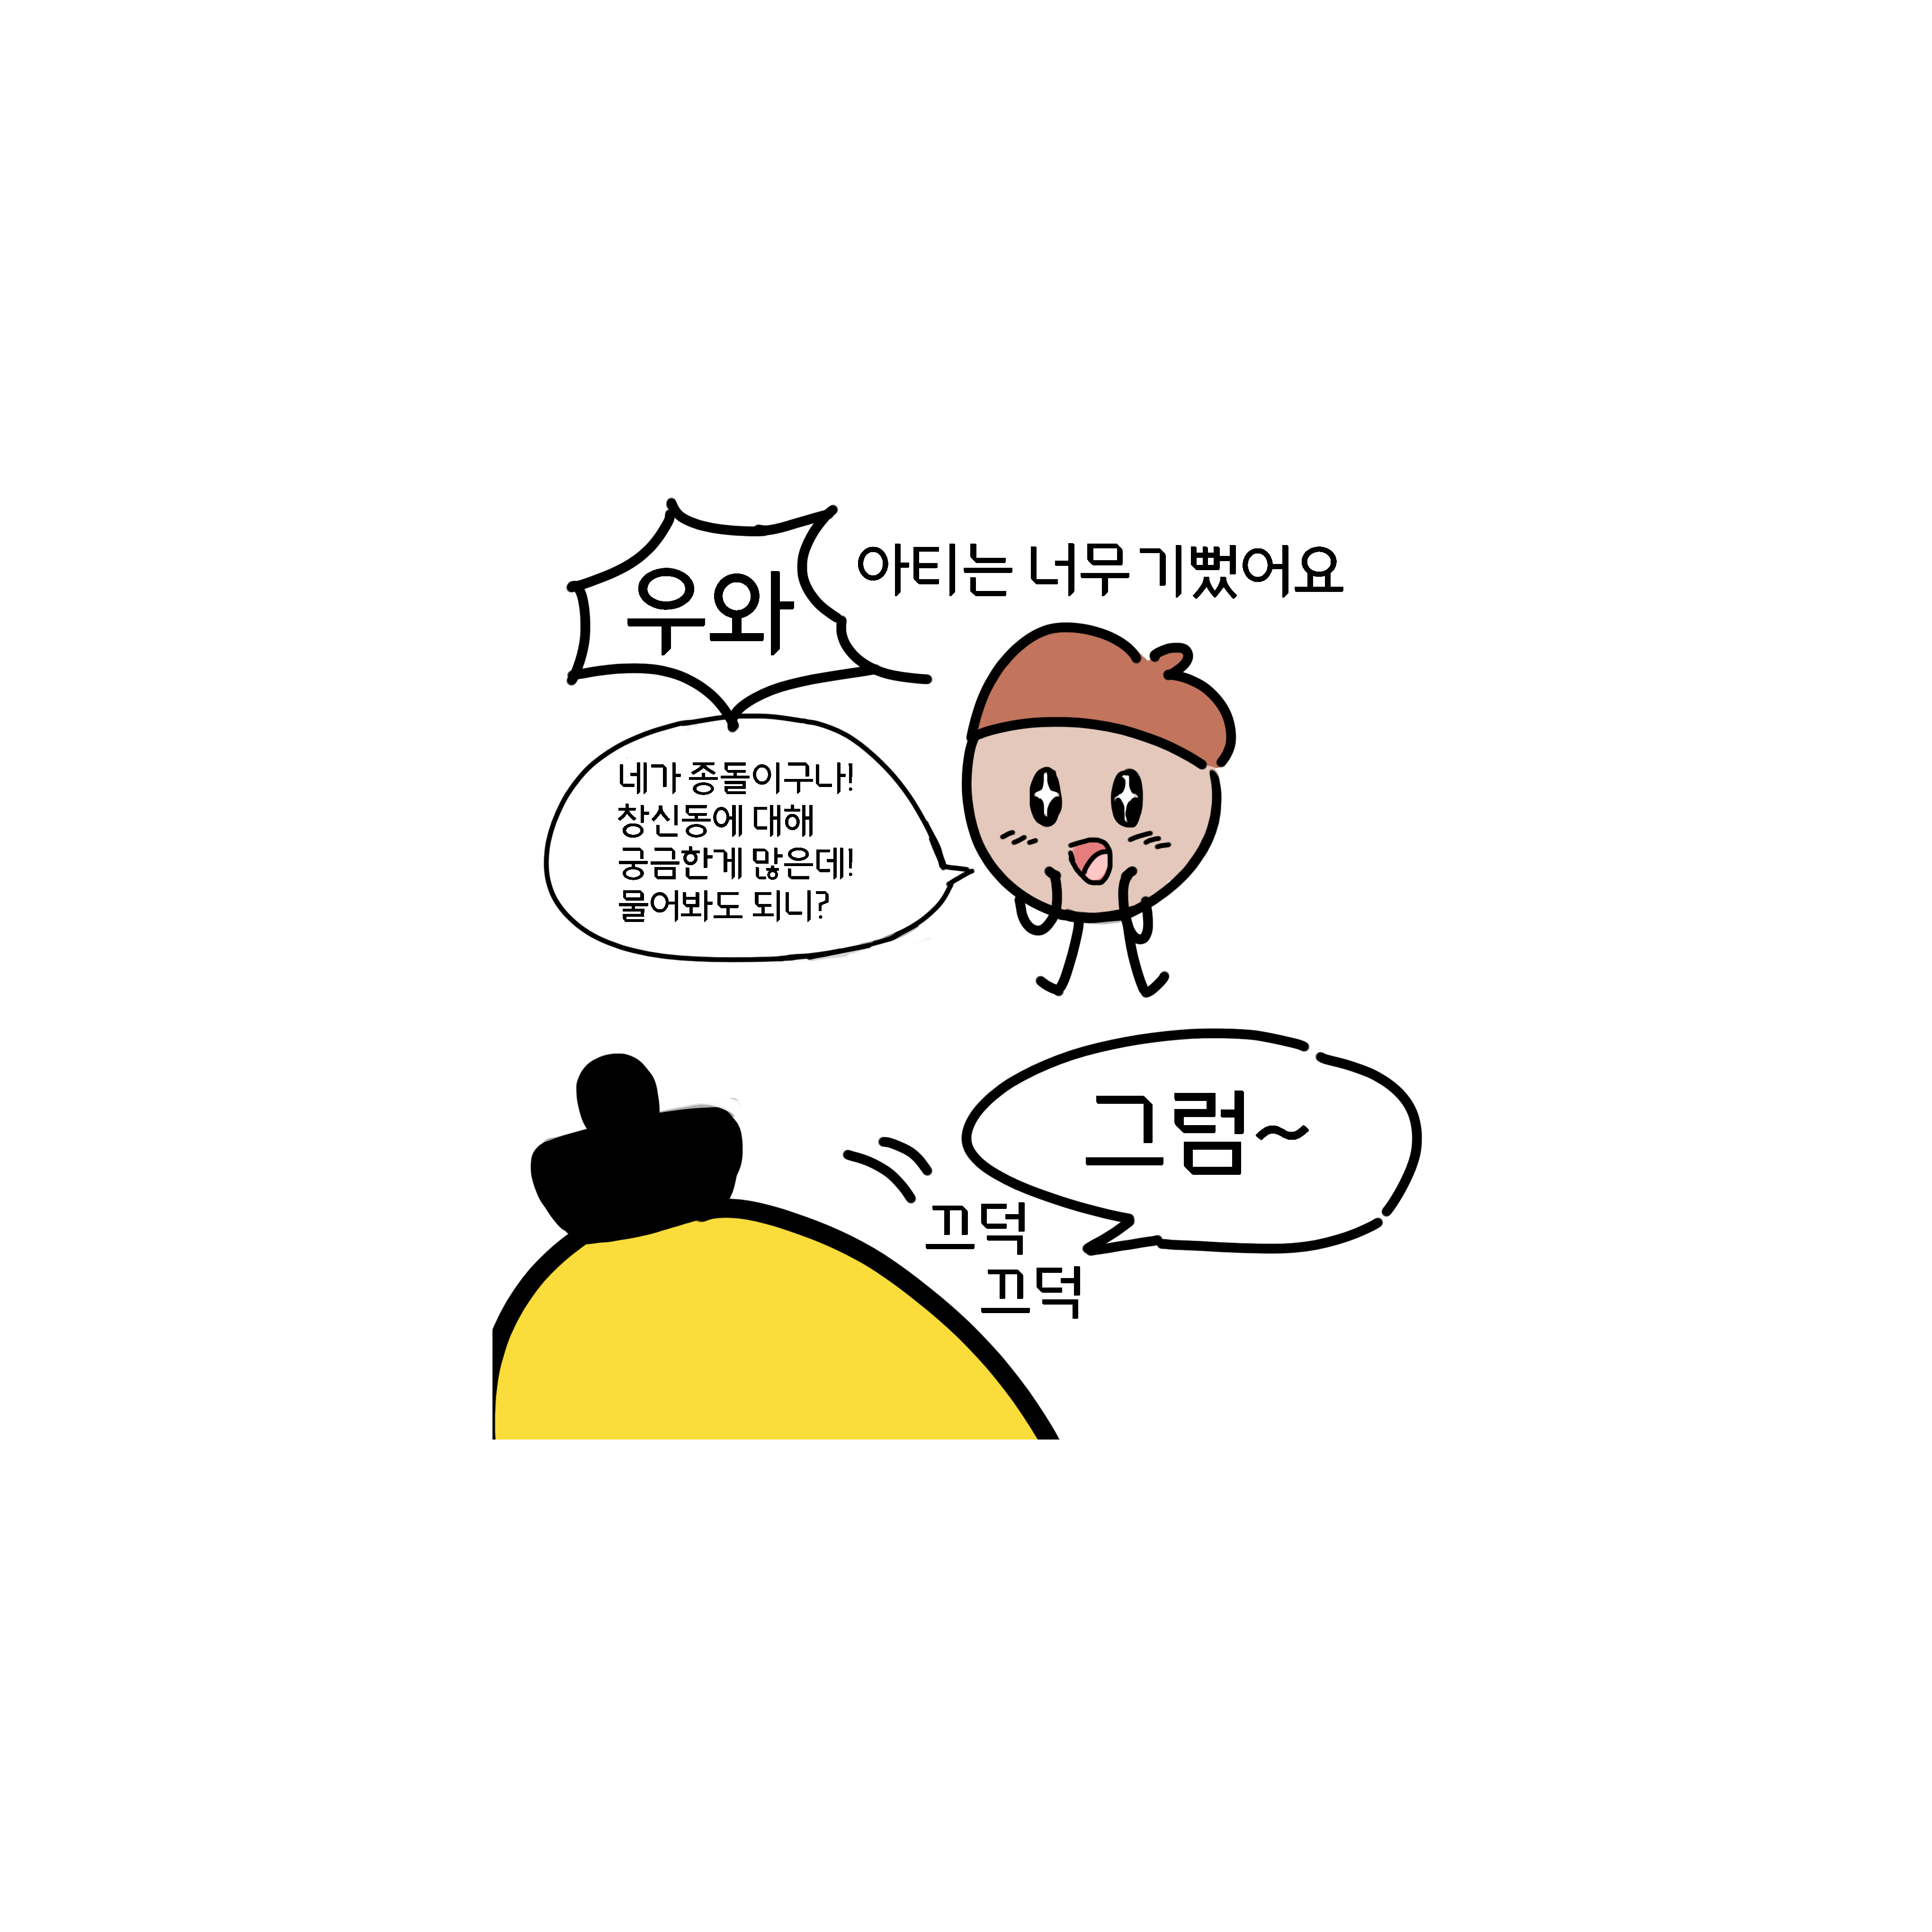 우와
아티는 너무 기뻤어요
네가 종돌이구나!
창신동에 대해
궁금한게 많은데!
물어봐도 되니?
그럼~
끄덕
끄덕